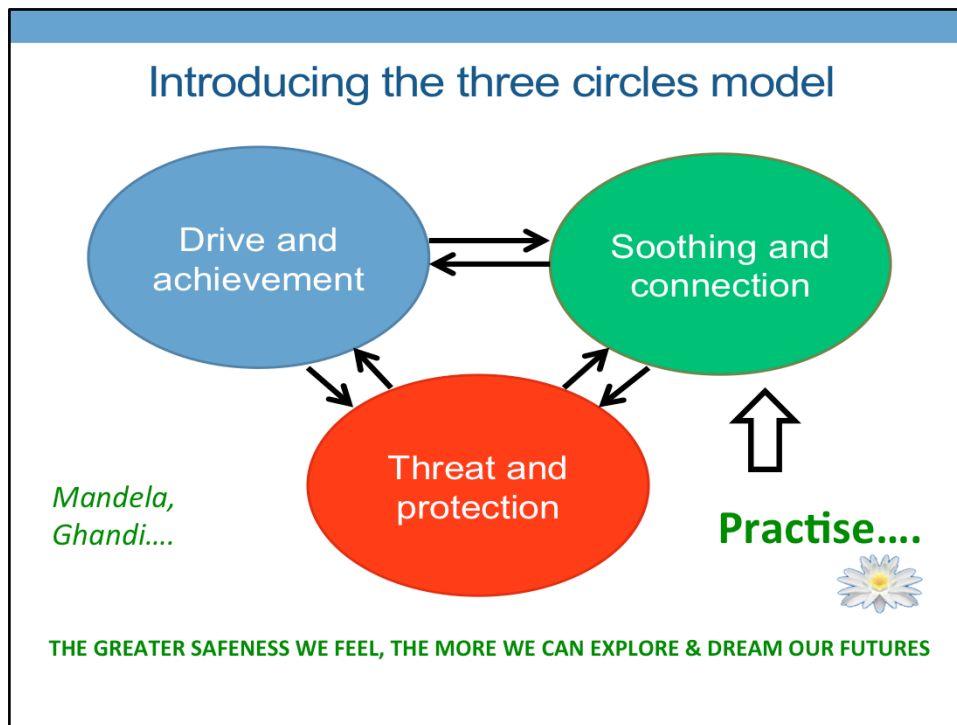 Introducing the three circles model
Drive and
achievement
Soothing and
connection
Threat and
protection
Mandela,
Ghandi....
Practise....
THE GREATER SAFENESS WE FEEL, THE MORE WE CAN EXPLORE & DREAM OUR FUTURES